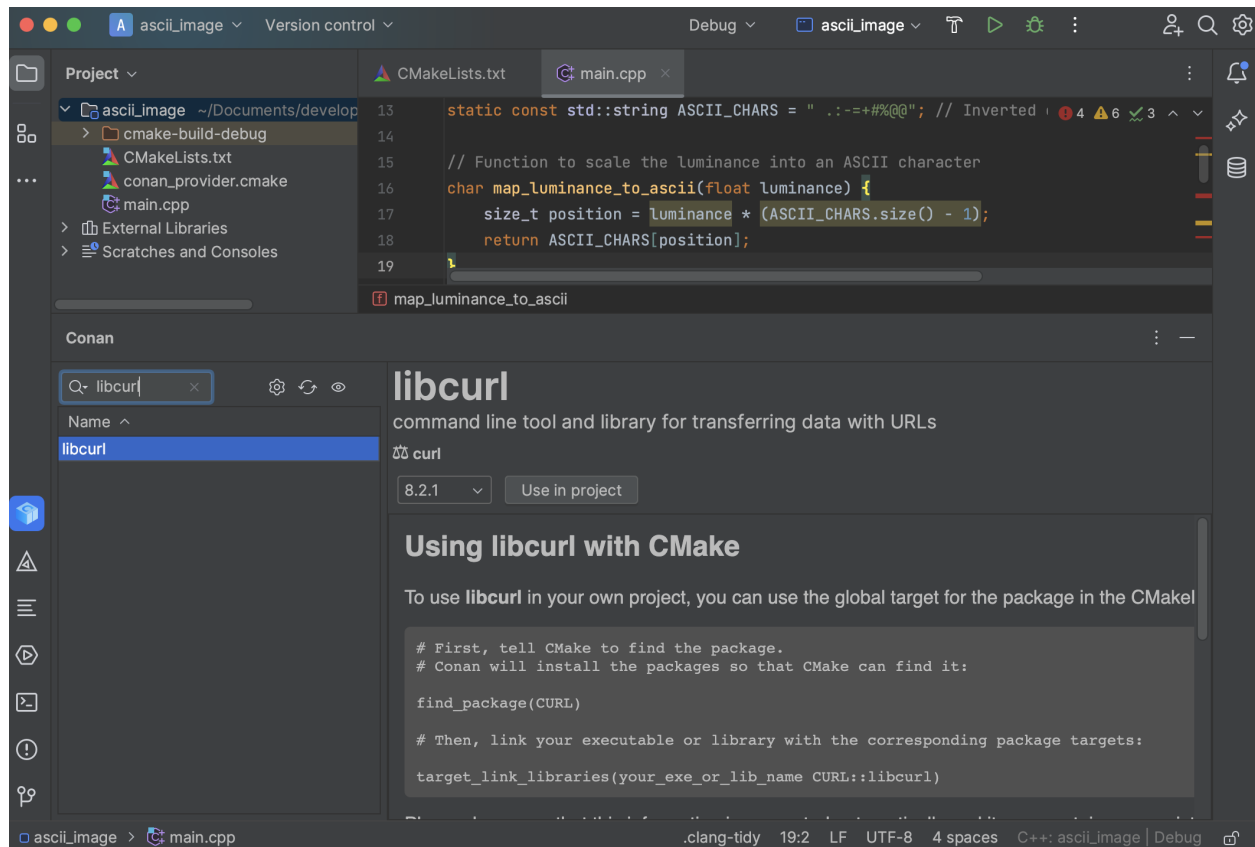 A ascii_image Version control Debug ascii_image
Project
CMakeLists.txt main.cpp
ascii_image ~/Documents/develop
cmake-build-debug
CMakeLists.txt
conan_provider.cmake
main.cpp
External Libraries
Scratches and Consoles
13 static const std::string ASCII_CHARS = " .:-=+#%@@"; // Inverted 4 6 3
14
15 // Function to scale the luminance into an ASCII character
16 char map_luminance_to_ascii(float luminance) {
17 size_t position = luminance * (ASCII_CHARS.size() - 1);
18 return ASCII_CHARS[position];
19 }
f map_luminance_to_ascii
Conan
libcurl
Name
libcurl
libcurl
command line tool and library for transferring data with URLs
curl
8.2.1 Use in project
Using libcurl with CMake
To use libcurl in your own project, you can use the global target for the package in the CMakel
# First, tell CMake to find the package.
# Conan will install the packages so that CMake can find it:
find_package(CURL)
# Then, link your executable or library with the corresponding package targets:
target_link_libraries(your_exe_or_lib_name CURL::libcurl)
ascii_image > main.cpp .clang-tidy 19:2 LF UTF-8 4 spaces C++: ascii_image | Debug